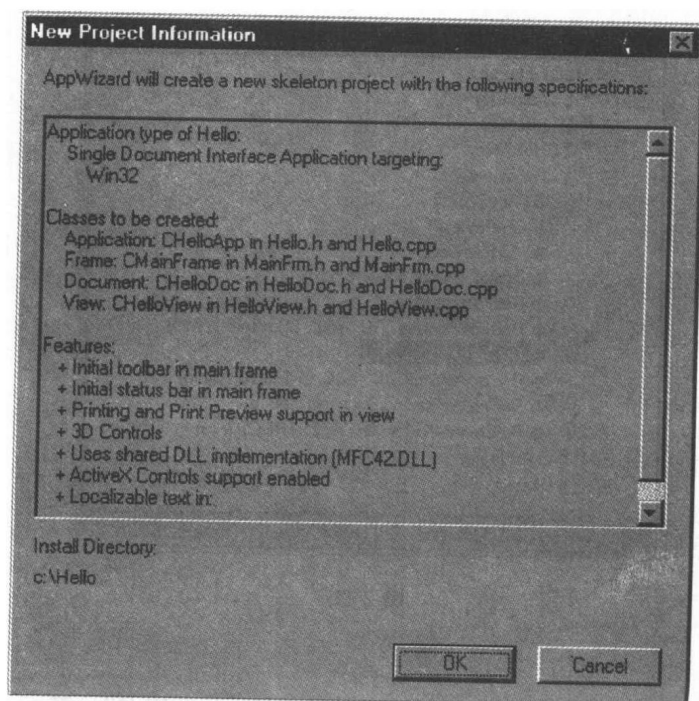 New Project Information
AppWizard will create a new skeleton project with the following specifications:
Application type of Hello:
Single Document Interface Application targeting:
Win32
Classes to be created:
Application: CHelloApp in Hello.h and Hello.cpp
Frame: CMainFrame in MainFrm.h and MainFrm.cpp
Document: CHelloDoc in HelloDoc.h and HelloDoc.cpp
View: CHelloView in HelloView.h and HelloView.cpp
Features:
+ Initial toolbar in main frame
+ Initial status bar in main frame
+ Printing and Print Preview support in view
+ 3D Controls
+ Uses shared DLL implementation (MFC42.DLL)
+ ActiveX Controls support enabled
+ Localizable text in:
Install Directory:
c:\Hello
OK Cancel